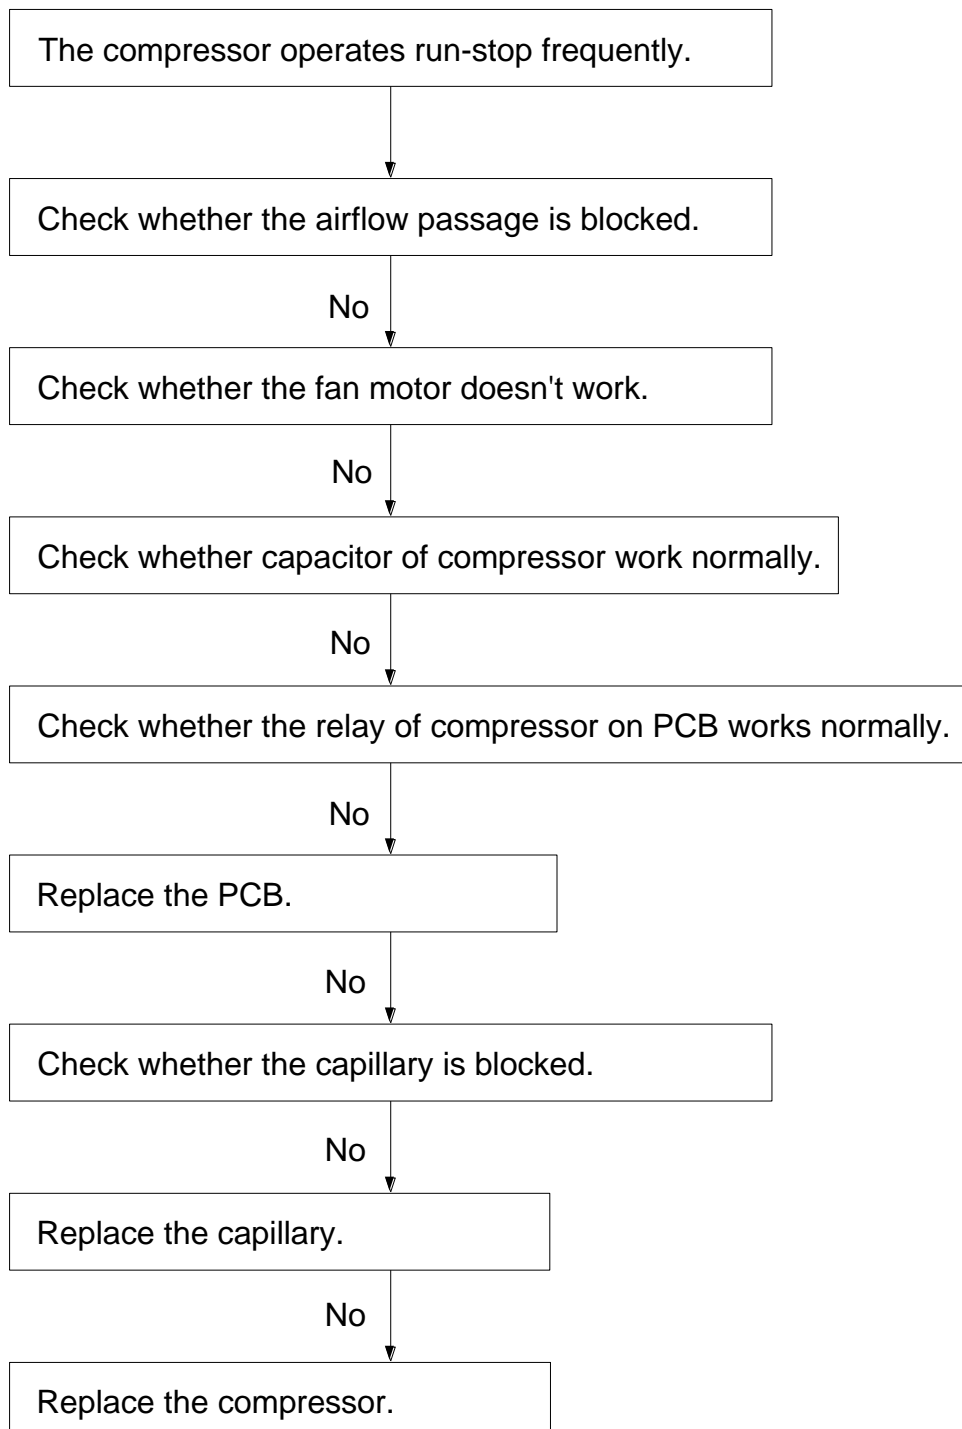 The compressor operates run-stop frequently.
Check whether the airflow passage is blocked.
No
Check whether the fan motor doesn't work.
No
Check whether capacitor of compressor work normally.
No
Check whether the relay of compressor on PCB works normally.
No
Replace the PCB.
No
Check whether the capillary is blocked.
No
Replace the capillary.
No
Replace the compressor.